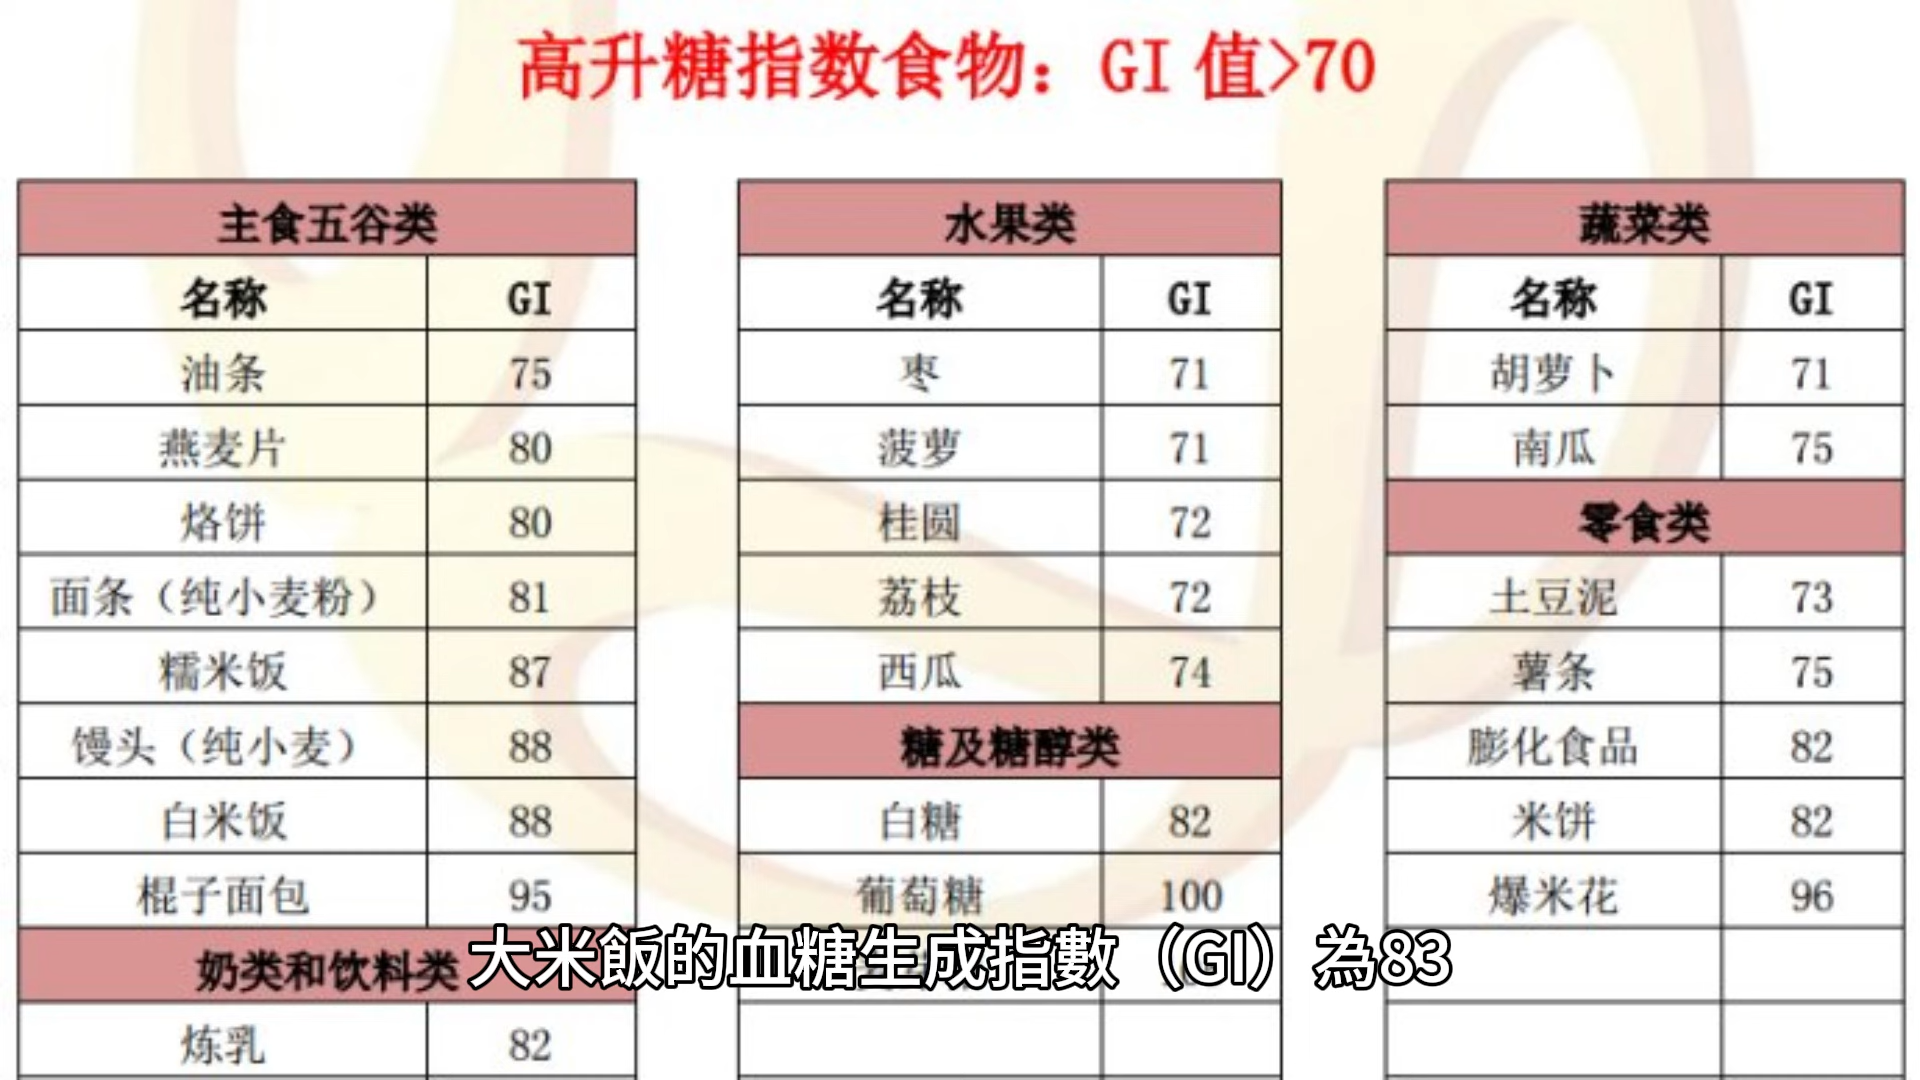 高升糖指数食物：GI 值>70
主食五谷类
名称 GI
油条 75
燕麦片 80
烙饼 80
面条（纯小麦粉） 81
糯米饭 87
馒头（纯小麦） 88
白米饭 88
棍子面包 95
奶类和饮料类
炼乳 82
水果类
名称 GI
枣 71
菠萝 71
桂圆 72
荔枝 72
西瓜 74
糖及糖醇类
白糖 82
葡萄糖 100
蔬菜类
名称 GI
胡萝卜 71
南瓜 75
零食类
土豆泥 73
薯条 75
膨化食品 82
米饼 82
爆米花 96
大米飯的血糖生成指數（GI）為83